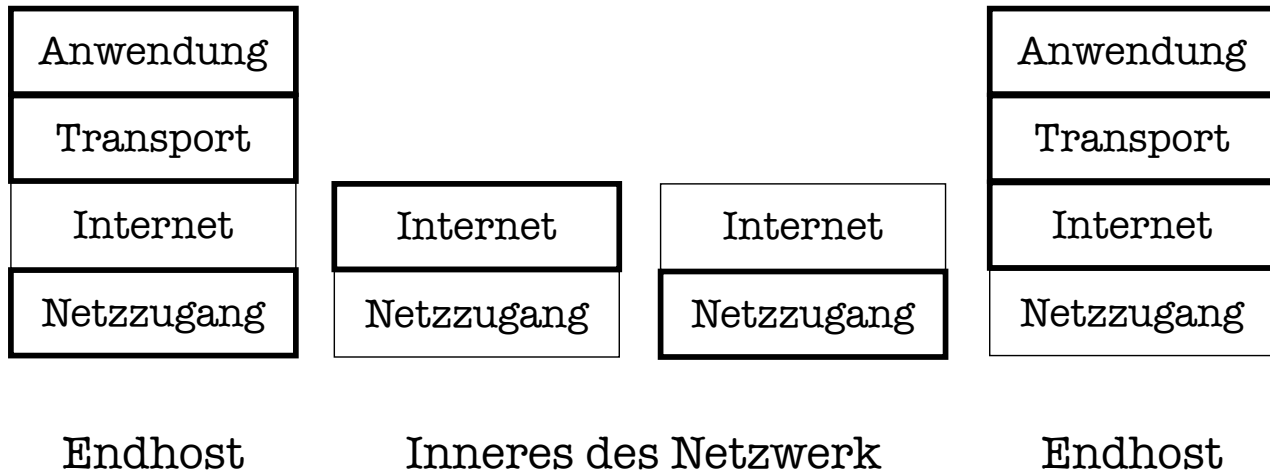 Anwendung
Anwendung
Transport
Transport
Internet
Internet
Internet
Internet
Netzzugang
Netzzugang
Netzzugang
Netzzugang
Endhost
Inneres des Netzwerk
Endhost